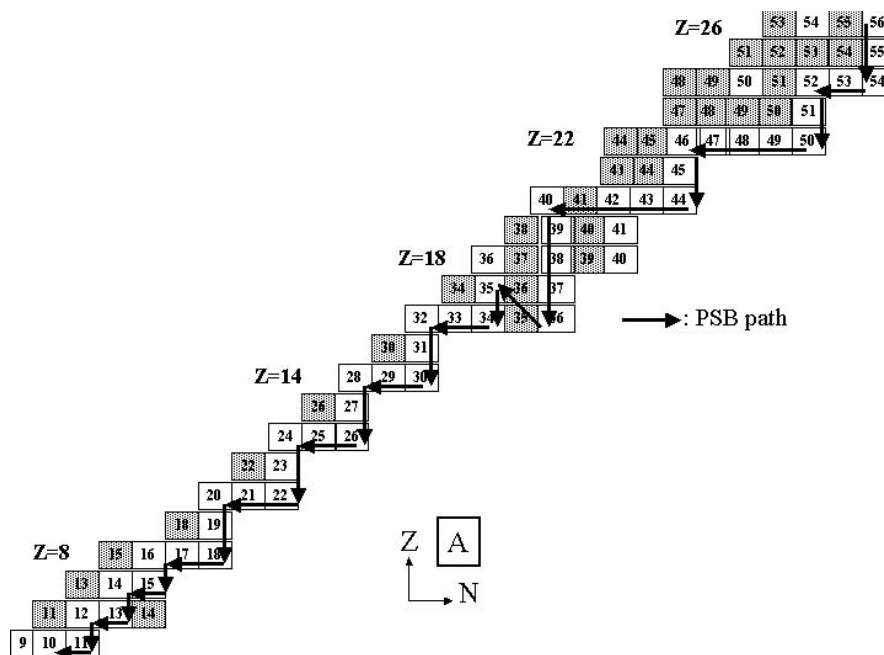 53 54 55 56
Z=26
51 52 53 54 55
48 49 50 51 52 53 54
47 48 49 50 51
Z=22
44 45 46 47 48 49 50
43 44 45
40 41 42 43 44
38 39 40 41
Z=18
36 37 38 39 40
34 35 36 37
32 33 34 35 36
: PSB path
30 31
Z=14
28 29 30
26 27
24 25 26
22 23
20 21 22
18 19
Z A
Z=8
15 16 17 18
13 14 15
N
11 12 13 14
9 10 11